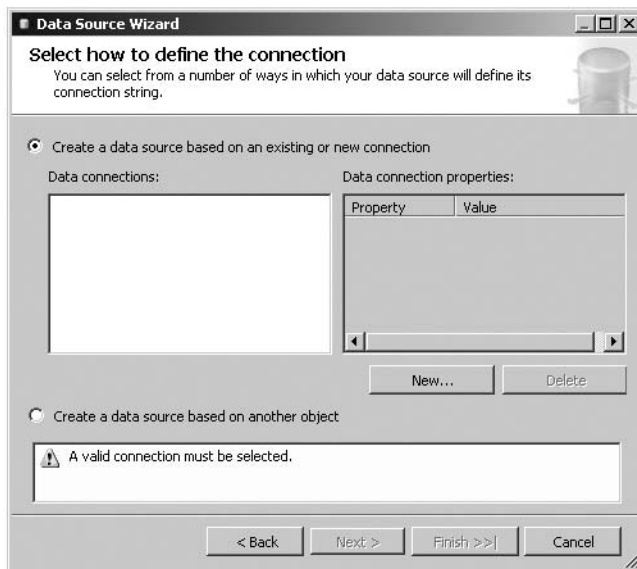 Data Source Wizard
Select how to define the connection
You can select from a number of ways in which your data source will define its
connection string.
Create a data source based on an existing or new connection
Data connections:
Data connection properties:
Property Value
New... Delete
Create a data source based on another object
A valid connection must be selected.
< Back Next > Finish >>| Cancel